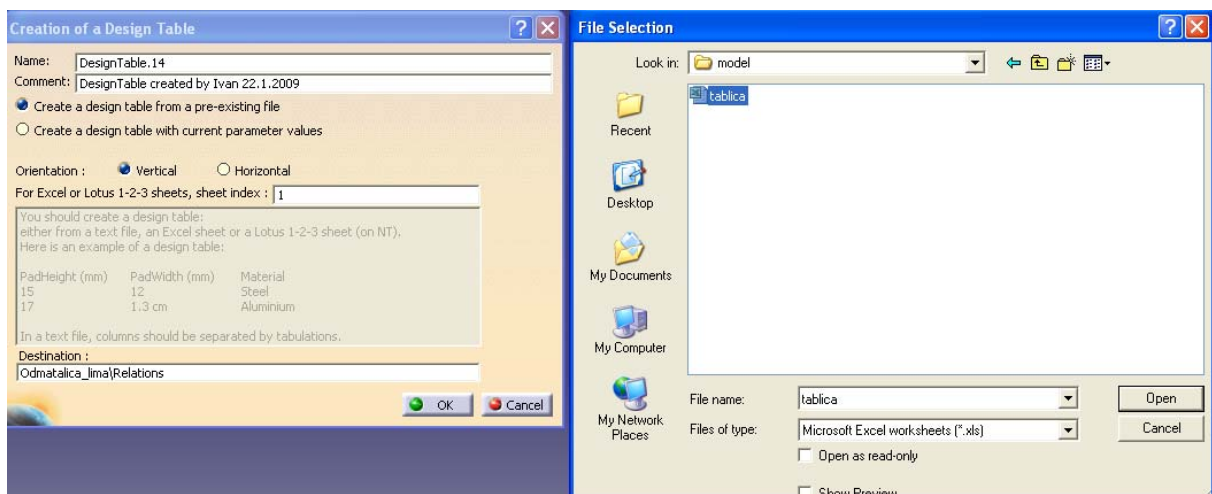 Creation of a Design Table
Name: DesignTable.14
Comment: DesignTable created by Ivan 22.1.2009
Create a design table from a pre-existing file
Create a design table with current parameter values
Orientation : Vertical Horizontal
For Excel or Lotus 1-2-3 sheets, sheet index : 1
You should create a design table:
either from a text file, an Excel sheet or a Lotus 1-2-3 sheet (on NT).
Here is an example of a design table:
PadHeight (mm) PadWidth (mm) Material
15 12 Steel
17 1.3 cm Aluminium
In a text file, columns should be separated by tabulations.
Destination :
Odmatalica_lima\Relations
OK Cancel
File Selection
Look in: model
tablica
Recent
Desktop
My Documents
My Computer
My Network
Places
File name: tablica Open
Files of type: Microsoft Excel worksheets (*.xls) Cancel
Open as read-only
Show Preview